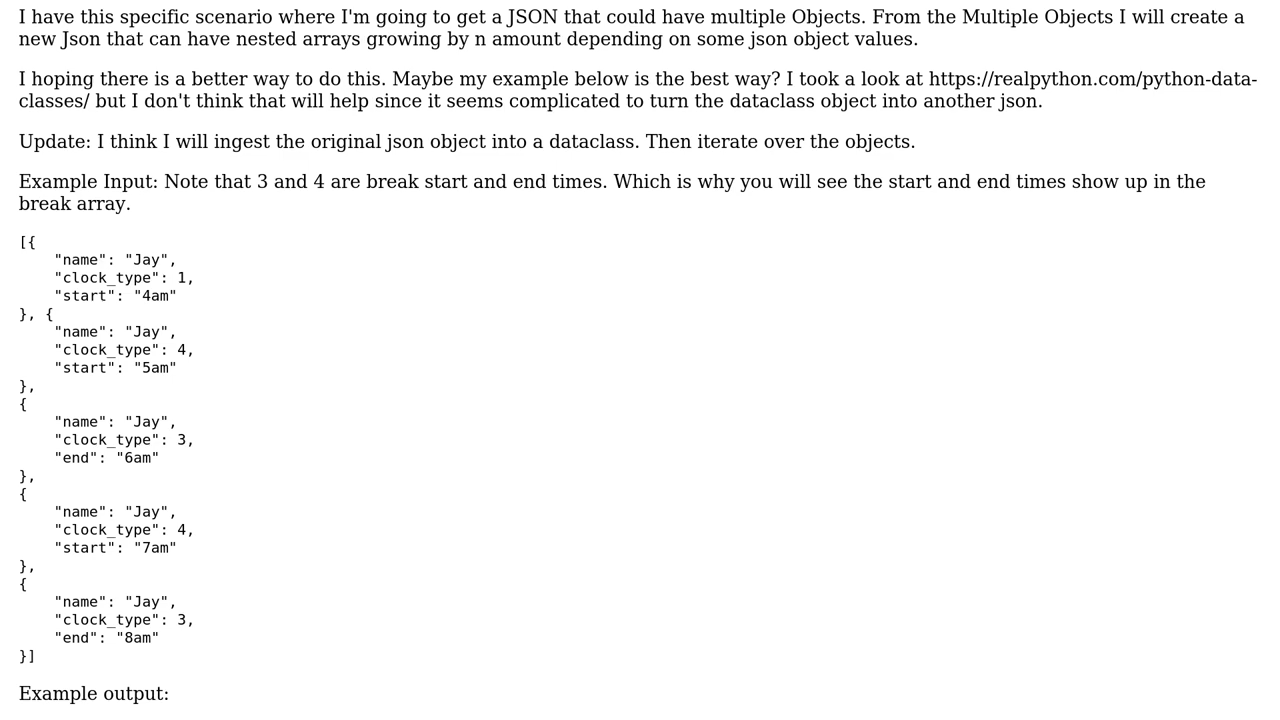 I have this specific scenario where I'm going to get a JSON that could have multiple Objects. From the Multiple Objects I will create a
new Json that can have nested arrays growing by n amount depending on some json object values.
I hoping there is a better way to do this. Maybe my example below is the best way? I took a look at https://realpython.com/python-data-
classes/ but I don't think that will help since it seems complicated to turn the dataclass object into another json.
Update: I think I will ingest the original json object into a dataclass. Then iterate over the objects.
Example Input: Note that 3 and 4 are break start and end times. Which is why you will see the start and end times show up in the
break array.
[{
    "name": "Jay",
    "clock_type": 1,
    "start": "4am"
}, {
    "name": "Jay",
    "clock_type": 4,
    "start": "5am"
},
{
    "name": "Jay",
    "clock_type": 3,
    "end": "6am"
},
{
    "name": "Jay",
    "clock_type": 4,
    "start": "7am"
},
{
    "name": "Jay",
    "clock_type": 3,
    "end": "8am"
}]
Example output: